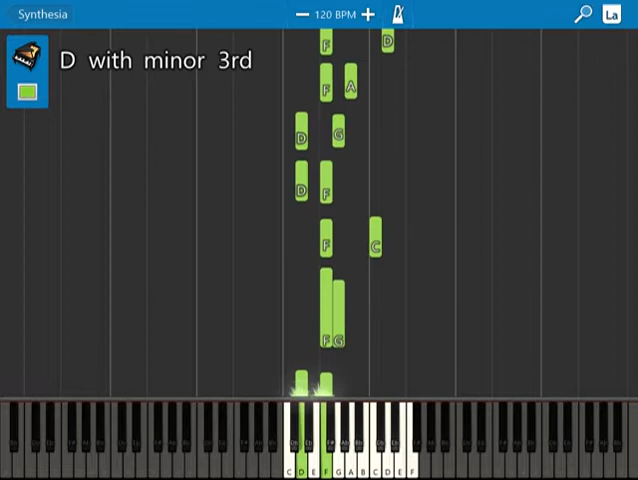 Synthesia
120 BPM
La
D with minor 3rd
F D
F A
D G
D F
F C
F G
C D E F G A B C D E F